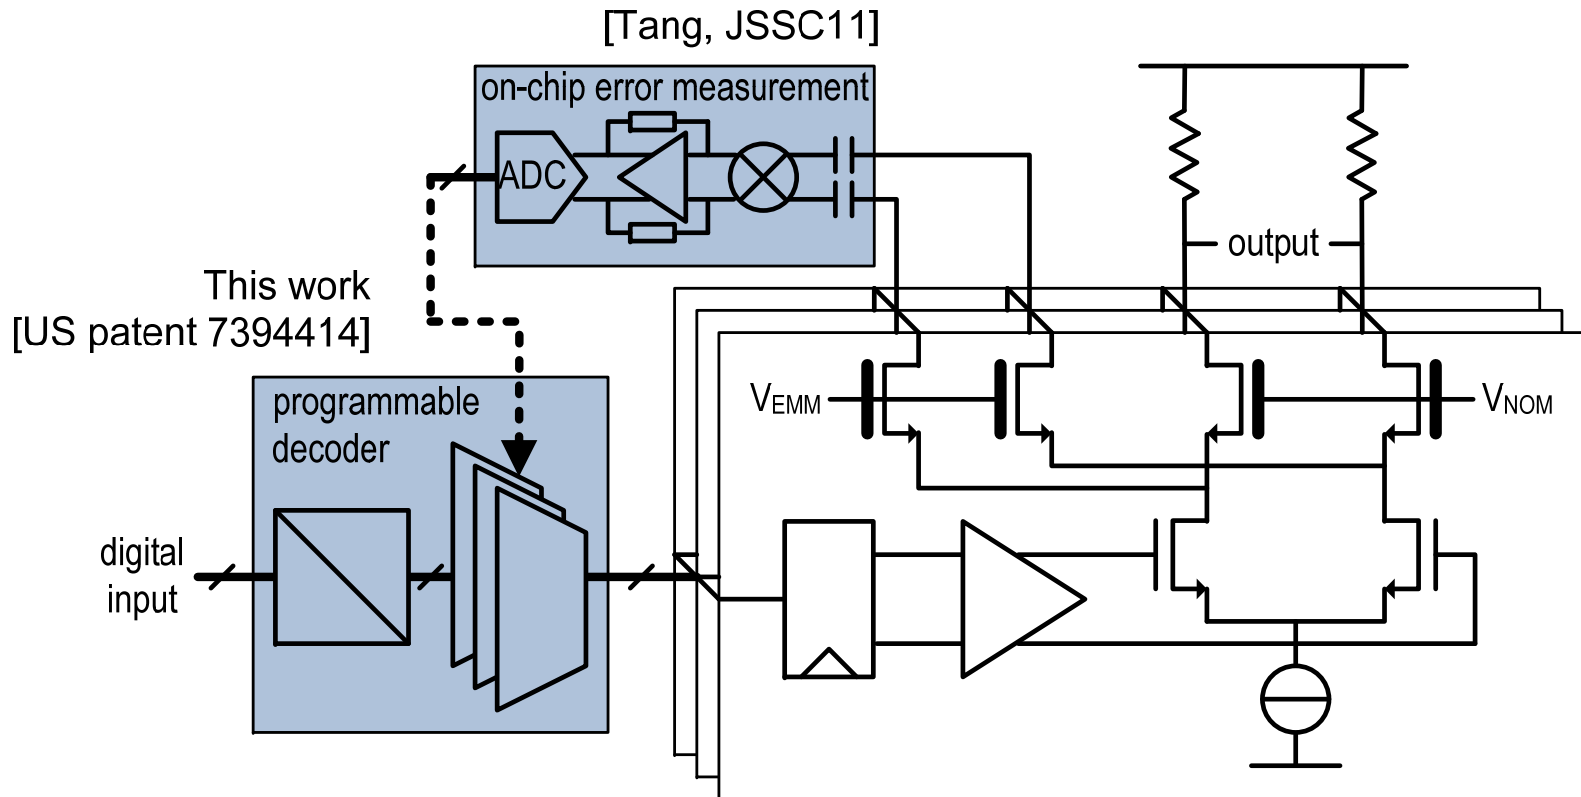 [Tang, JSSC11]
on-chip error measurement
ADC
output
This work
[US patent 7394414]
programmable
decoder
VEMM
VNOM
digital
input